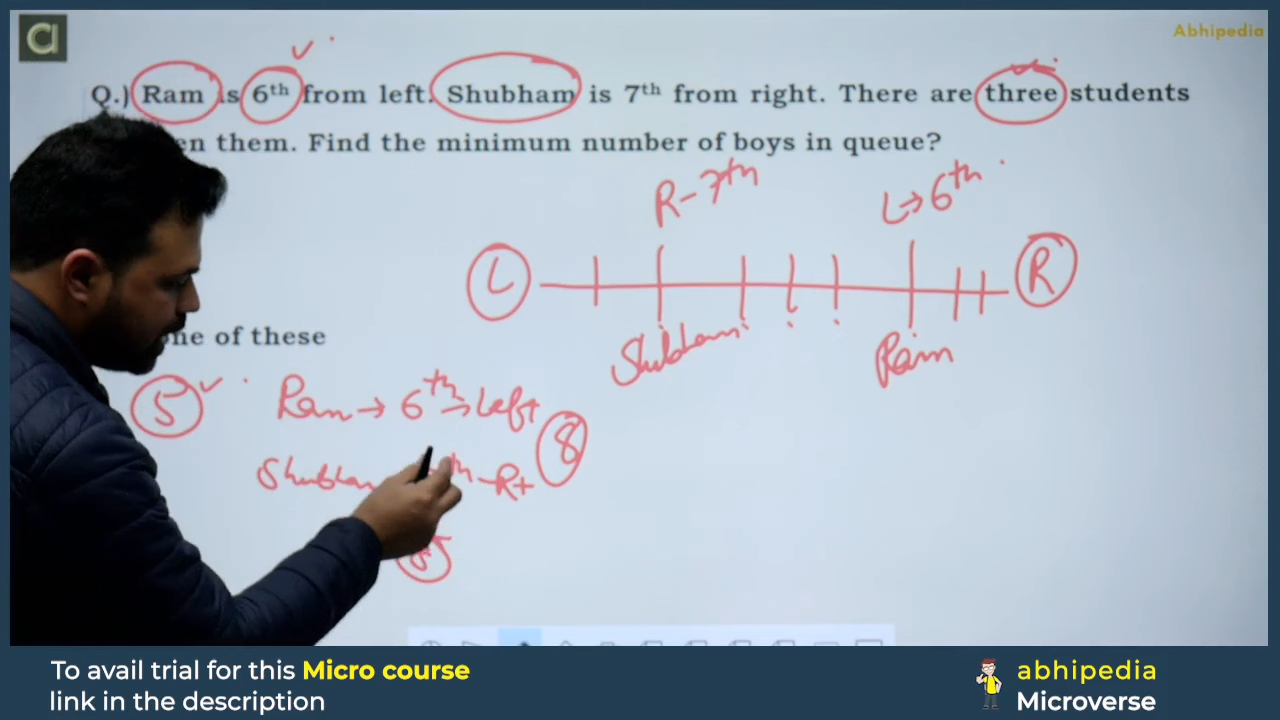 Abhipedia
Q.) Ram is 6th from left. Shubham is 7th from right. There are three students
en them. Find the minimum number of boys in queue?
R-7th
L→6th
L
R
Shubham
Ram
ne of these
5
Ram → 6th → Left
8
th -Rt
To avail trial for this Micro course
link in the description
abhipedia
Microverse